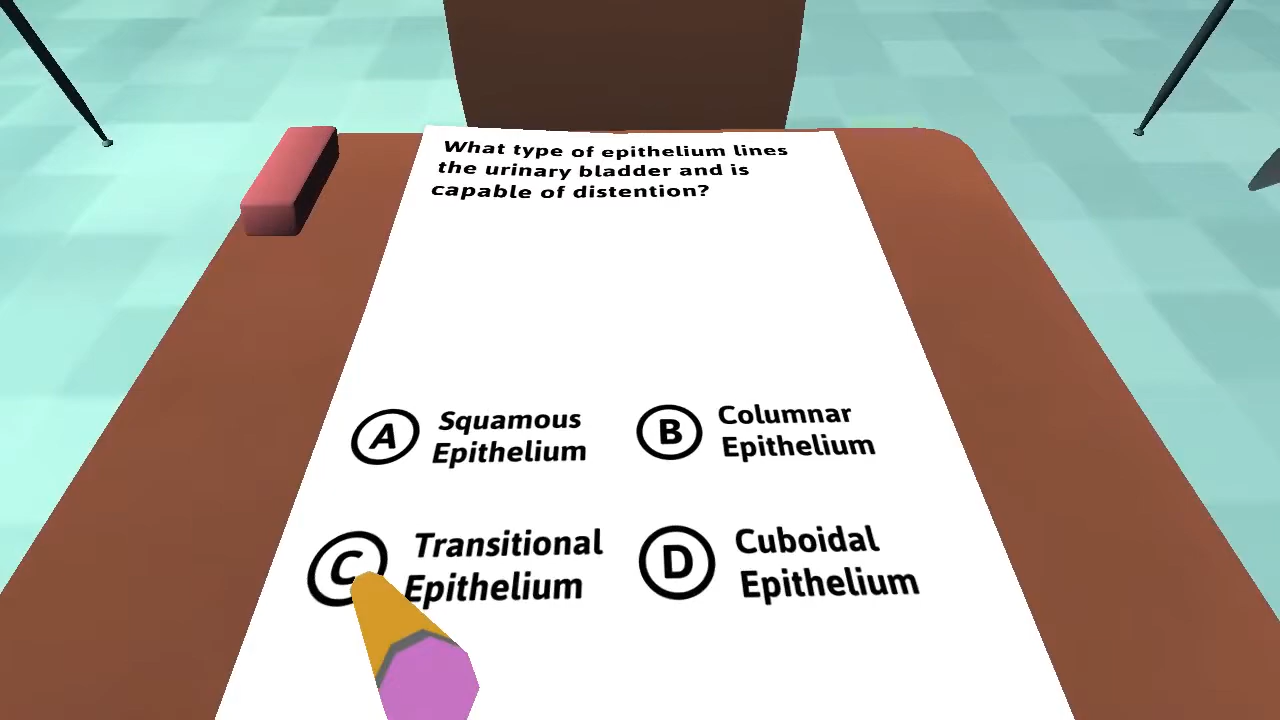 What type of epithelium lines
the urinary bladder and is
capable of distention?
A Squamous
Epithelium
B Columnar
Epithelium
C Transitional
Epithelium
D Cuboidal
Epithelium